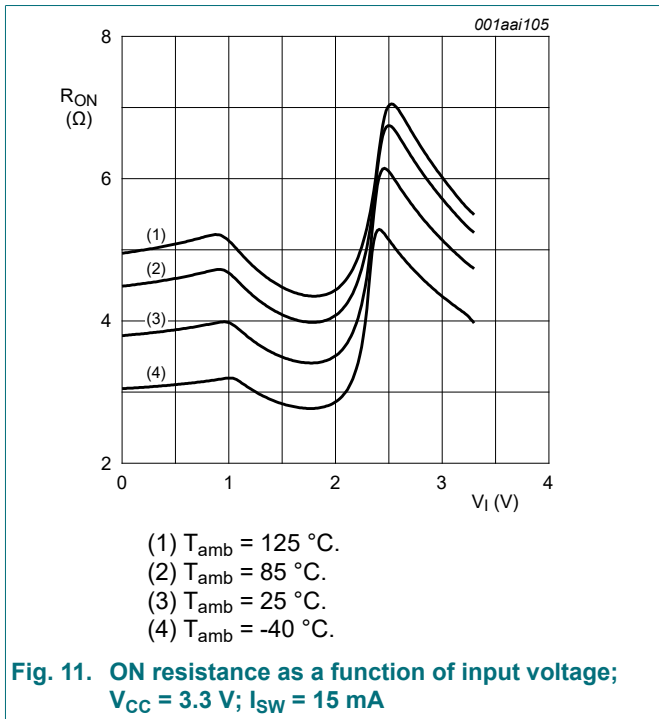 001aai105
8
RON
(Ω)
6
(1)
(2)
4
(3)
(4)
2
0 1 2 3 4
VI (V)
(1) Tamb = 125 °C.
(2) Tamb = 85 °C.
(3) Tamb = 25 °C.
(4) Tamb = -40 °C.
Fig. 11. ON resistance as a function of input voltage;
VCC = 3.3 V; ISW = 15 mA